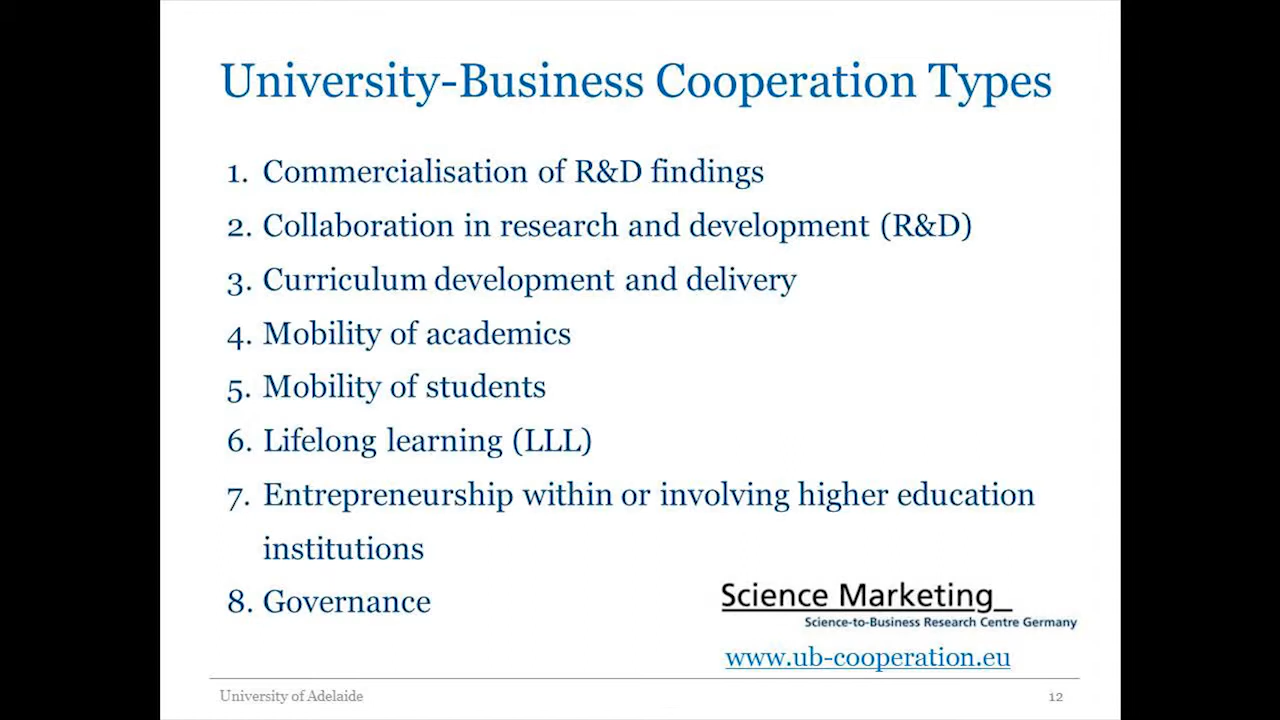 University-Business Cooperation Types
1. Commercialisation of R&D findings
2. Collaboration in research and development (R&D)
3. Curriculum development and delivery
4. Mobility of academics
5. Mobility of students
6. Lifelong learning (LLL)
7. Entrepreneurship within or involving higher education
institutions
8. Governance
Science Marketing_
Science-to-Business Research Centre Germany
www.ub-cooperation.eu
University of Adelaide
12